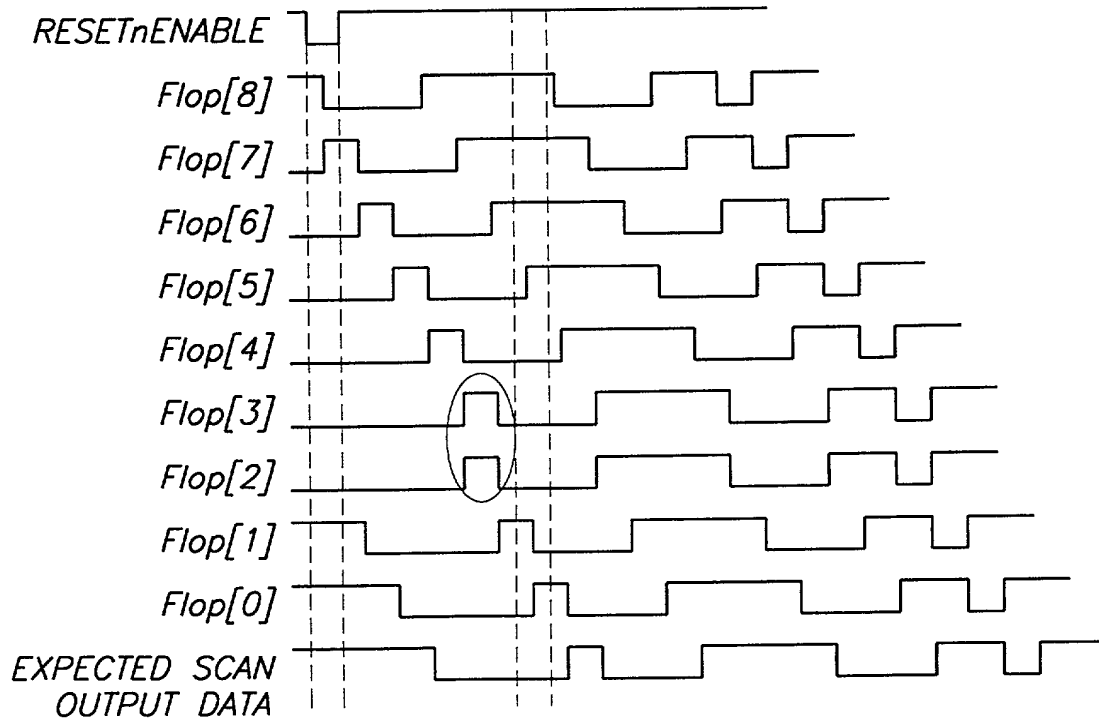 RESETnENABLE
Flop[8]
Flop[7]
Flop[6]
Flop[5]
Flop[4]
Flop[3]
Flop[2]
Flop[1]
Flop[0]
EXPECTED SCAN
OUTPUT DATA